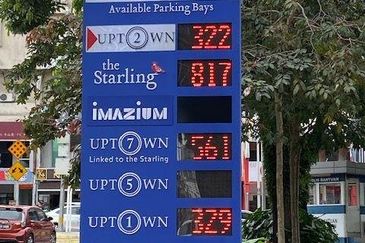 Available Parking Bays
UPT2WN 322
the Starling 817
IMAZIUM
UPT7WN 561
Linked to the Starling
UPT5WN
UPT1WN 329